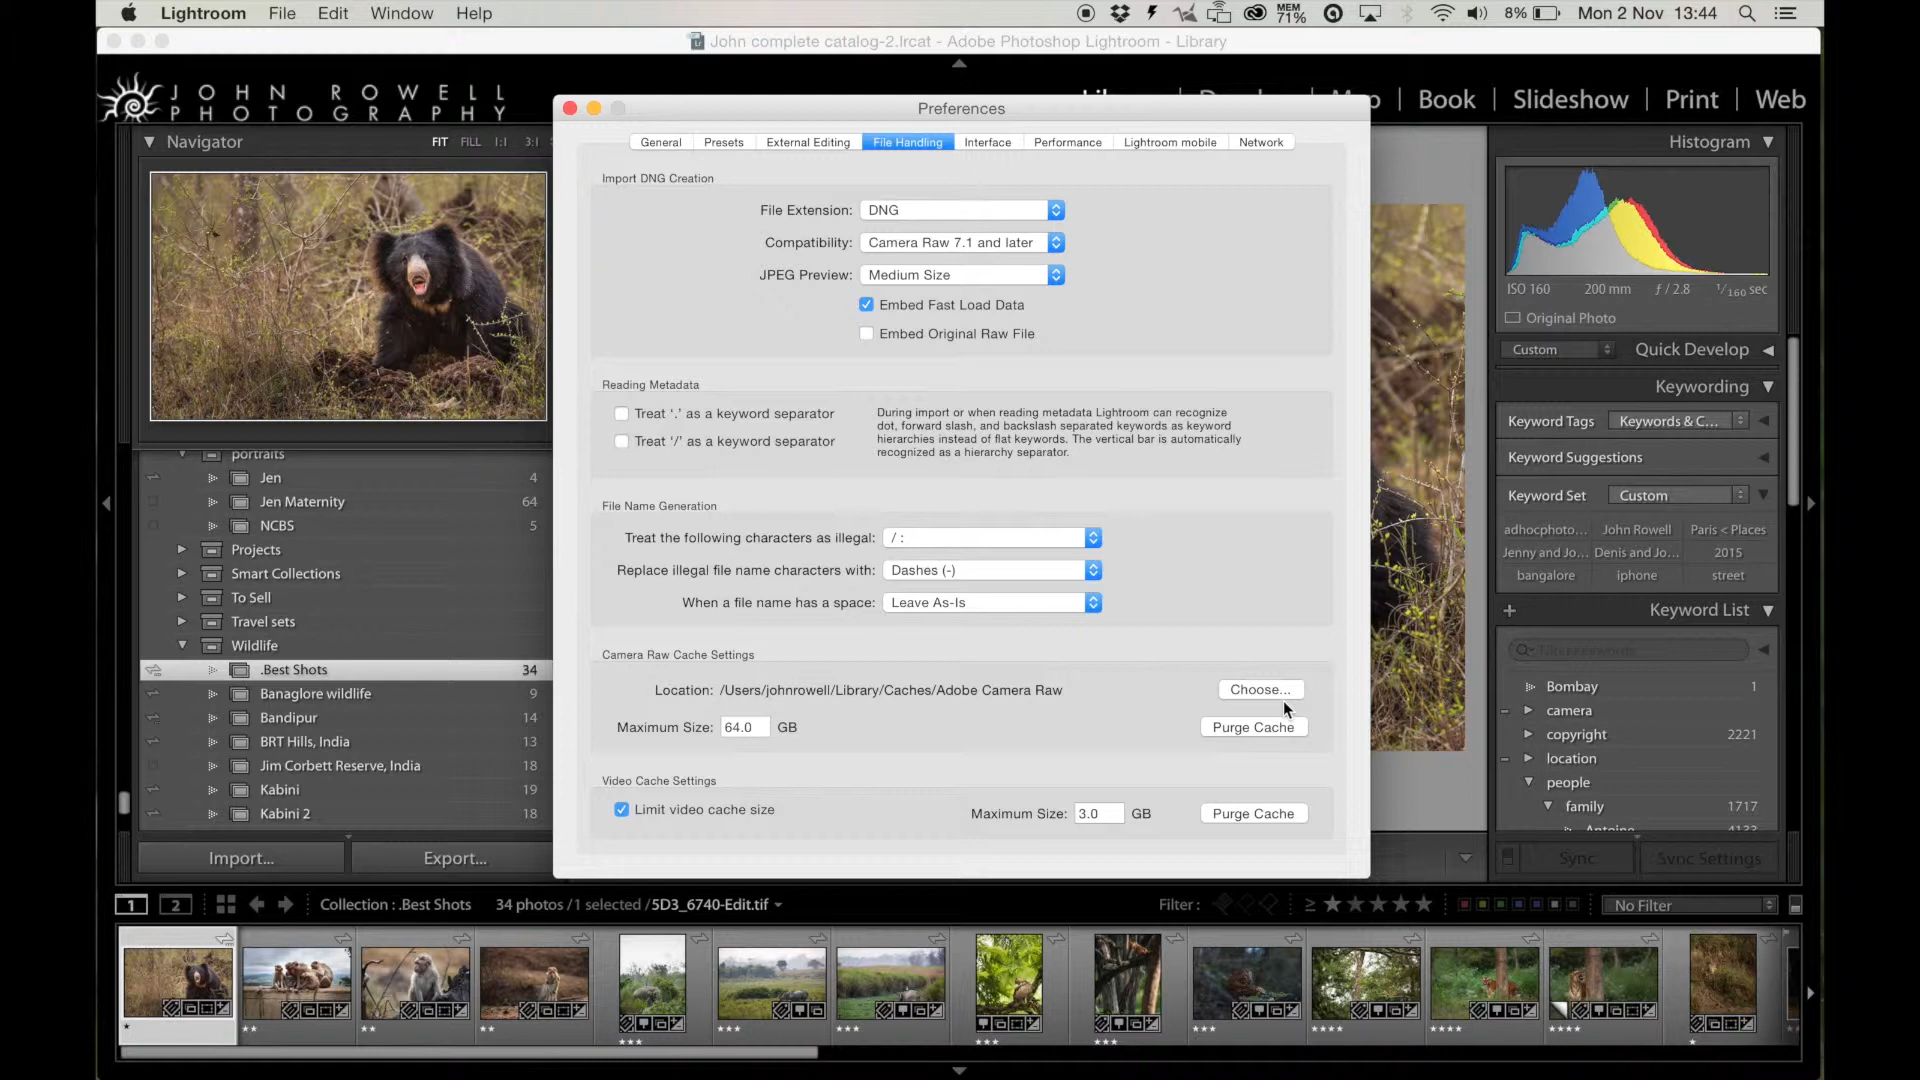 Lightroom File Edit Window Help
MEM 71% 8% Mon 2 Nov 13:44
John complete catalog-2.lrcat - Adobe Photoshop Lightroom - Library
JOHN ROWELL
PHOTOGRAPHY
Book | Slideshow | Print | Web
Navigator FIT FILL 1:1 3:1
portraits
Jen 4
Jen Maternity 64
NCBS 5
Projects
Smart Collections
To Sell
Travel sets
Wildlife
.Best Shots 34
Banaglore wildlife 9
Bandipur 14
BRT Hills, India 13
Jim Corbett Reserve, India 18
Kabini 19
Kabini 2 18
Import... Export...
Preferences
General Presets External Editing File Handling Interface Performance Lightroom mobile Network
Import DNG Creation
File Extension: DNG
Compatibility: Camera Raw 7.1 and later
JPEG Preview: Medium Size
Embed Fast Load Data
Embed Original Raw File
Reading Metadata
Treat ‘.’ as a keyword separator
Treat ‘/’ as a keyword separator
During import or when reading metadata Lightroom can recognize
dot, forward slash, and backslash separated keywords as keyword
hierarchies instead of flat keywords. The vertical bar is automatically
recognized as a hierarchy separator.
File Name Generation
Treat the following characters as illegal: / :
Replace illegal file name characters with: Dashes (-)
When a file name has a space: Leave As-Is
Camera Raw Cache Settings
Location: /Users/johnrowell/Library/Caches/Adobe Camera Raw Choose...
Maximum Size: 64.0 GB Purge Cache
Video Cache Settings
Limit video cache size Maximum Size: 3.0 GB Purge Cache
Histogram
ISO 160 200 mm ƒ / 2.8 1/160 sec
Original Photo
Custom Quick Develop
Keywording
Keyword Tags Keywords & C...
Keyword Suggestions
Keyword Set Custom
adhocphoto... John Rowell Paris < Places
Jenny and Jo... Denis and Jo... 2015
bangalore iphone street
Keyword List
Bombay 1
camera
copyright 2221
location
people
family 1717
Sync Sync Settings
1 2 Collection : .Best Shots 34 photos /1 selected /5D3_6740-Edit.tif Filter : ≥ No Filter